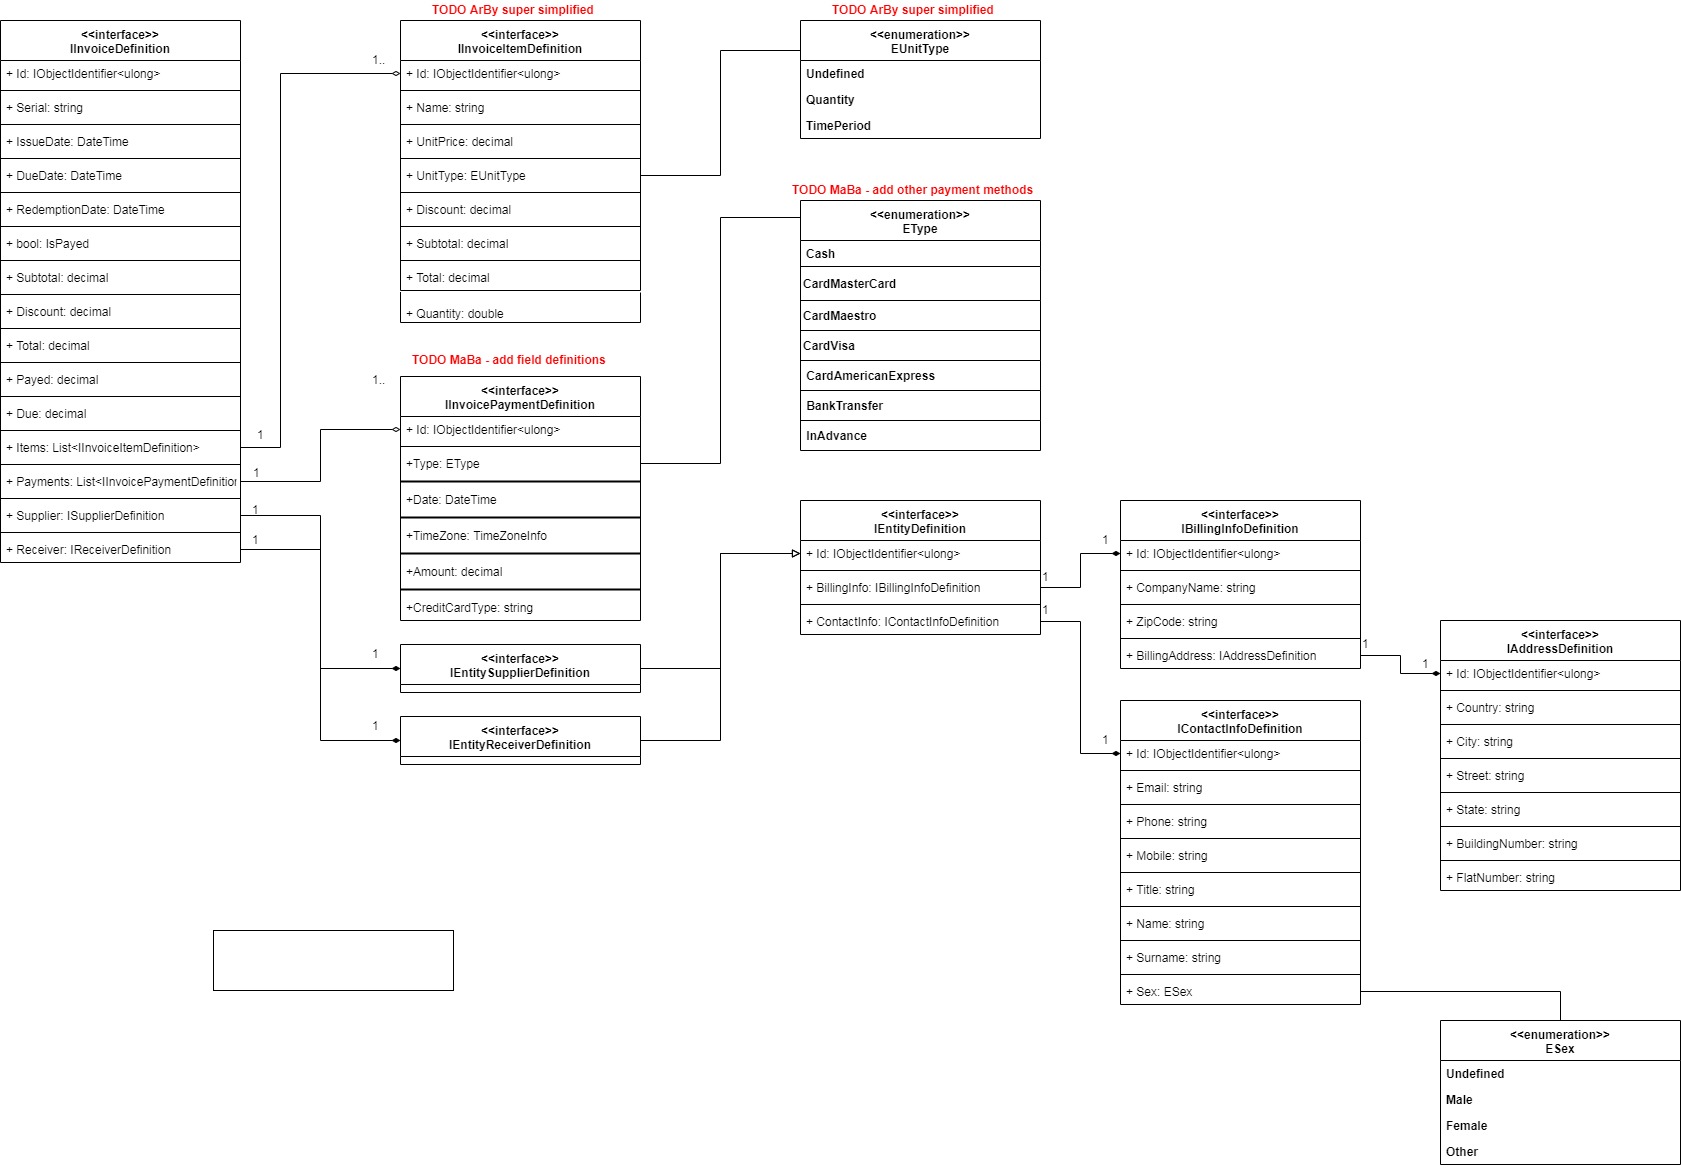 <<interface>>
IInvoiceDefinition
+ Id: IObjectIdentifier<ulong>
+ Serial: string
+ IssueDate: DateTime
+ DueDate: DateTime
+ RedemptionDate: DateTime
+ bool: IsPayed
+ Subtotal: decimal
+ Discount: decimal
+ Total: decimal
+ Payed: decimal
+ Due: decimal
+ Items: List<IInvoiceItemDefinition>
+ Payments: List<IInvoicePaymentDefinition
+ Supplier: ISupplierDefinition
+ Receiver: IReceiverDefinition
1
1
1
1
TODO ArBy super simplified
1..
<<interface>>
IInvoiceItemDefinition
+ Id: IObjectIdentifier<ulong>
+ Name: string
+ UnitPrice: decimal
+ UnitType: EUnitType
+ Discount: decimal
+ Subtotal: decimal
+ Total: decimal
+ Quantity: double
TODO MaBa - add field definitions
1..
<<interface>>
IInvoicePaymentDefinition
+ Id: IObjectIdentifier<ulong>
+Type: EType
+Date: DateTime
+TimeZone: TimeZoneInfo
+Amount: decimal
+CreditCardType: string
1
<<interface>>
IEntitySupplierDefinition
1
<<interface>>
IEntityReceiverDefinition
TODO ArBy super simplified
<<enumeration>>
EUnitType
Undefined
Quantity
TimePeriod
TODO MaBa - add other payment methods
<<enumeration>>
EType
Cash
CardMasterCard
CardMaestro
CardVisa
CardAmericanExpress
BankTransfer
InAdvance
<<interface>>
IEntityDefinition
+ Id: IObjectIdentifier<ulong>
+ BillingInfo: IBillingInfoDefinition
+ ContactInfo: IContactInfoDefinition
1
1
1
<<interface>>
IBillingInfoDefinition
+ Id: IObjectIdentifier<ulong>
+ CompanyName: string
+ ZipCode: string
+ BillingAddress: IAddressDefinition
1
1
<<interface>>
IContactInfoDefinition
+ Id: IObjectIdentifier<ulong>
+ Email: string
+ Phone: string
+ Mobile: string
+ Title: string
+ Name: string
+ Surname: string
+ Sex: ESex
1
<<interface>>
IAddressDefinition
+ Id: IObjectIdentifier<ulong>
+ Country: string
+ City: string
+ Street: string
+ State: string
+ BuildingNumber: string
+ FlatNumber: string
<<enumeration>>
ESex
Undefined
Male
Female
Other